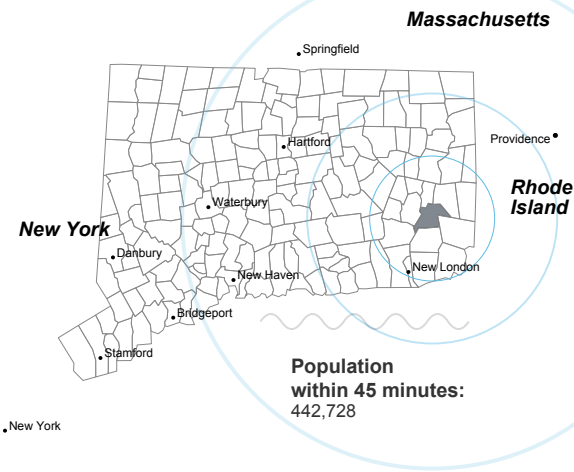 Massachusetts
Springfield
Providence
Hartford
Rhode
Island
Waterbury
New York
Danbury
New London
New Haven
Bridgeport
Stamford
Population
within 45 minutes:
442,728
New York